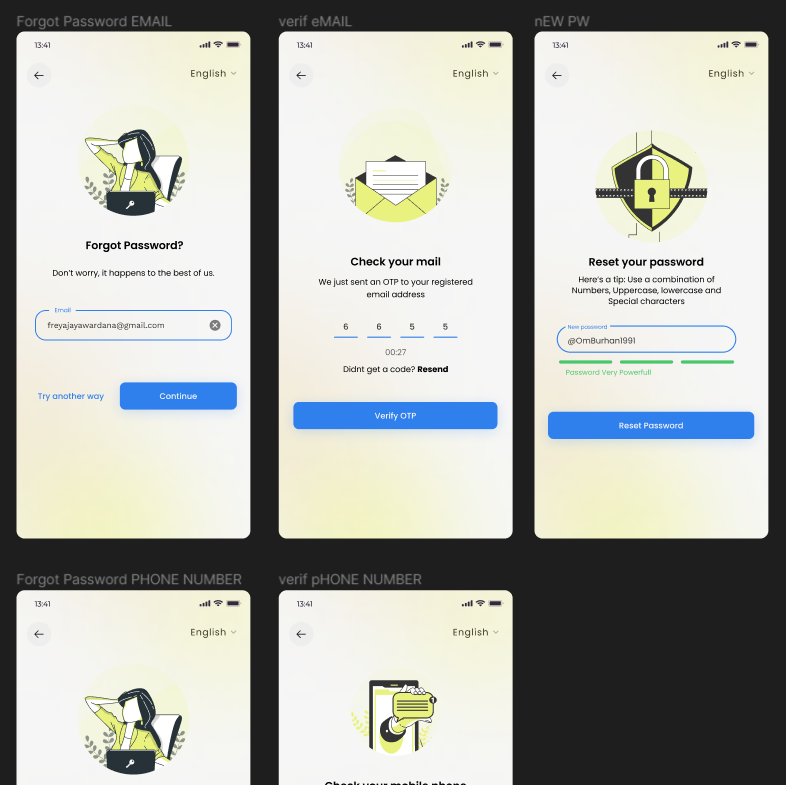 Forgot Password EMAIL
verif eMAIL
nEW PW
13:41
English
Forgot Password?
Don't worry, it happens to the best of us.
Email
freyajayawardana@gmail.com
Try another way
Continue
13:41
English
Check your mail
We just sent an OTP to your registered
email address
6 6 5 5
00:27
Didnt get a code? Resend
Verify OTP
13:41
English
Reset your password
Here's a tip: Use a combination of
Numbers, Uppercase, lowercase and
Special characters
New password
@OmBurhan1991
Password Very Powerfull
Reset Password
Forgot Password PHONE NUMBER
verif pHONE NUMBER
13:41
English
13:41
English
1
Check your mobile phone